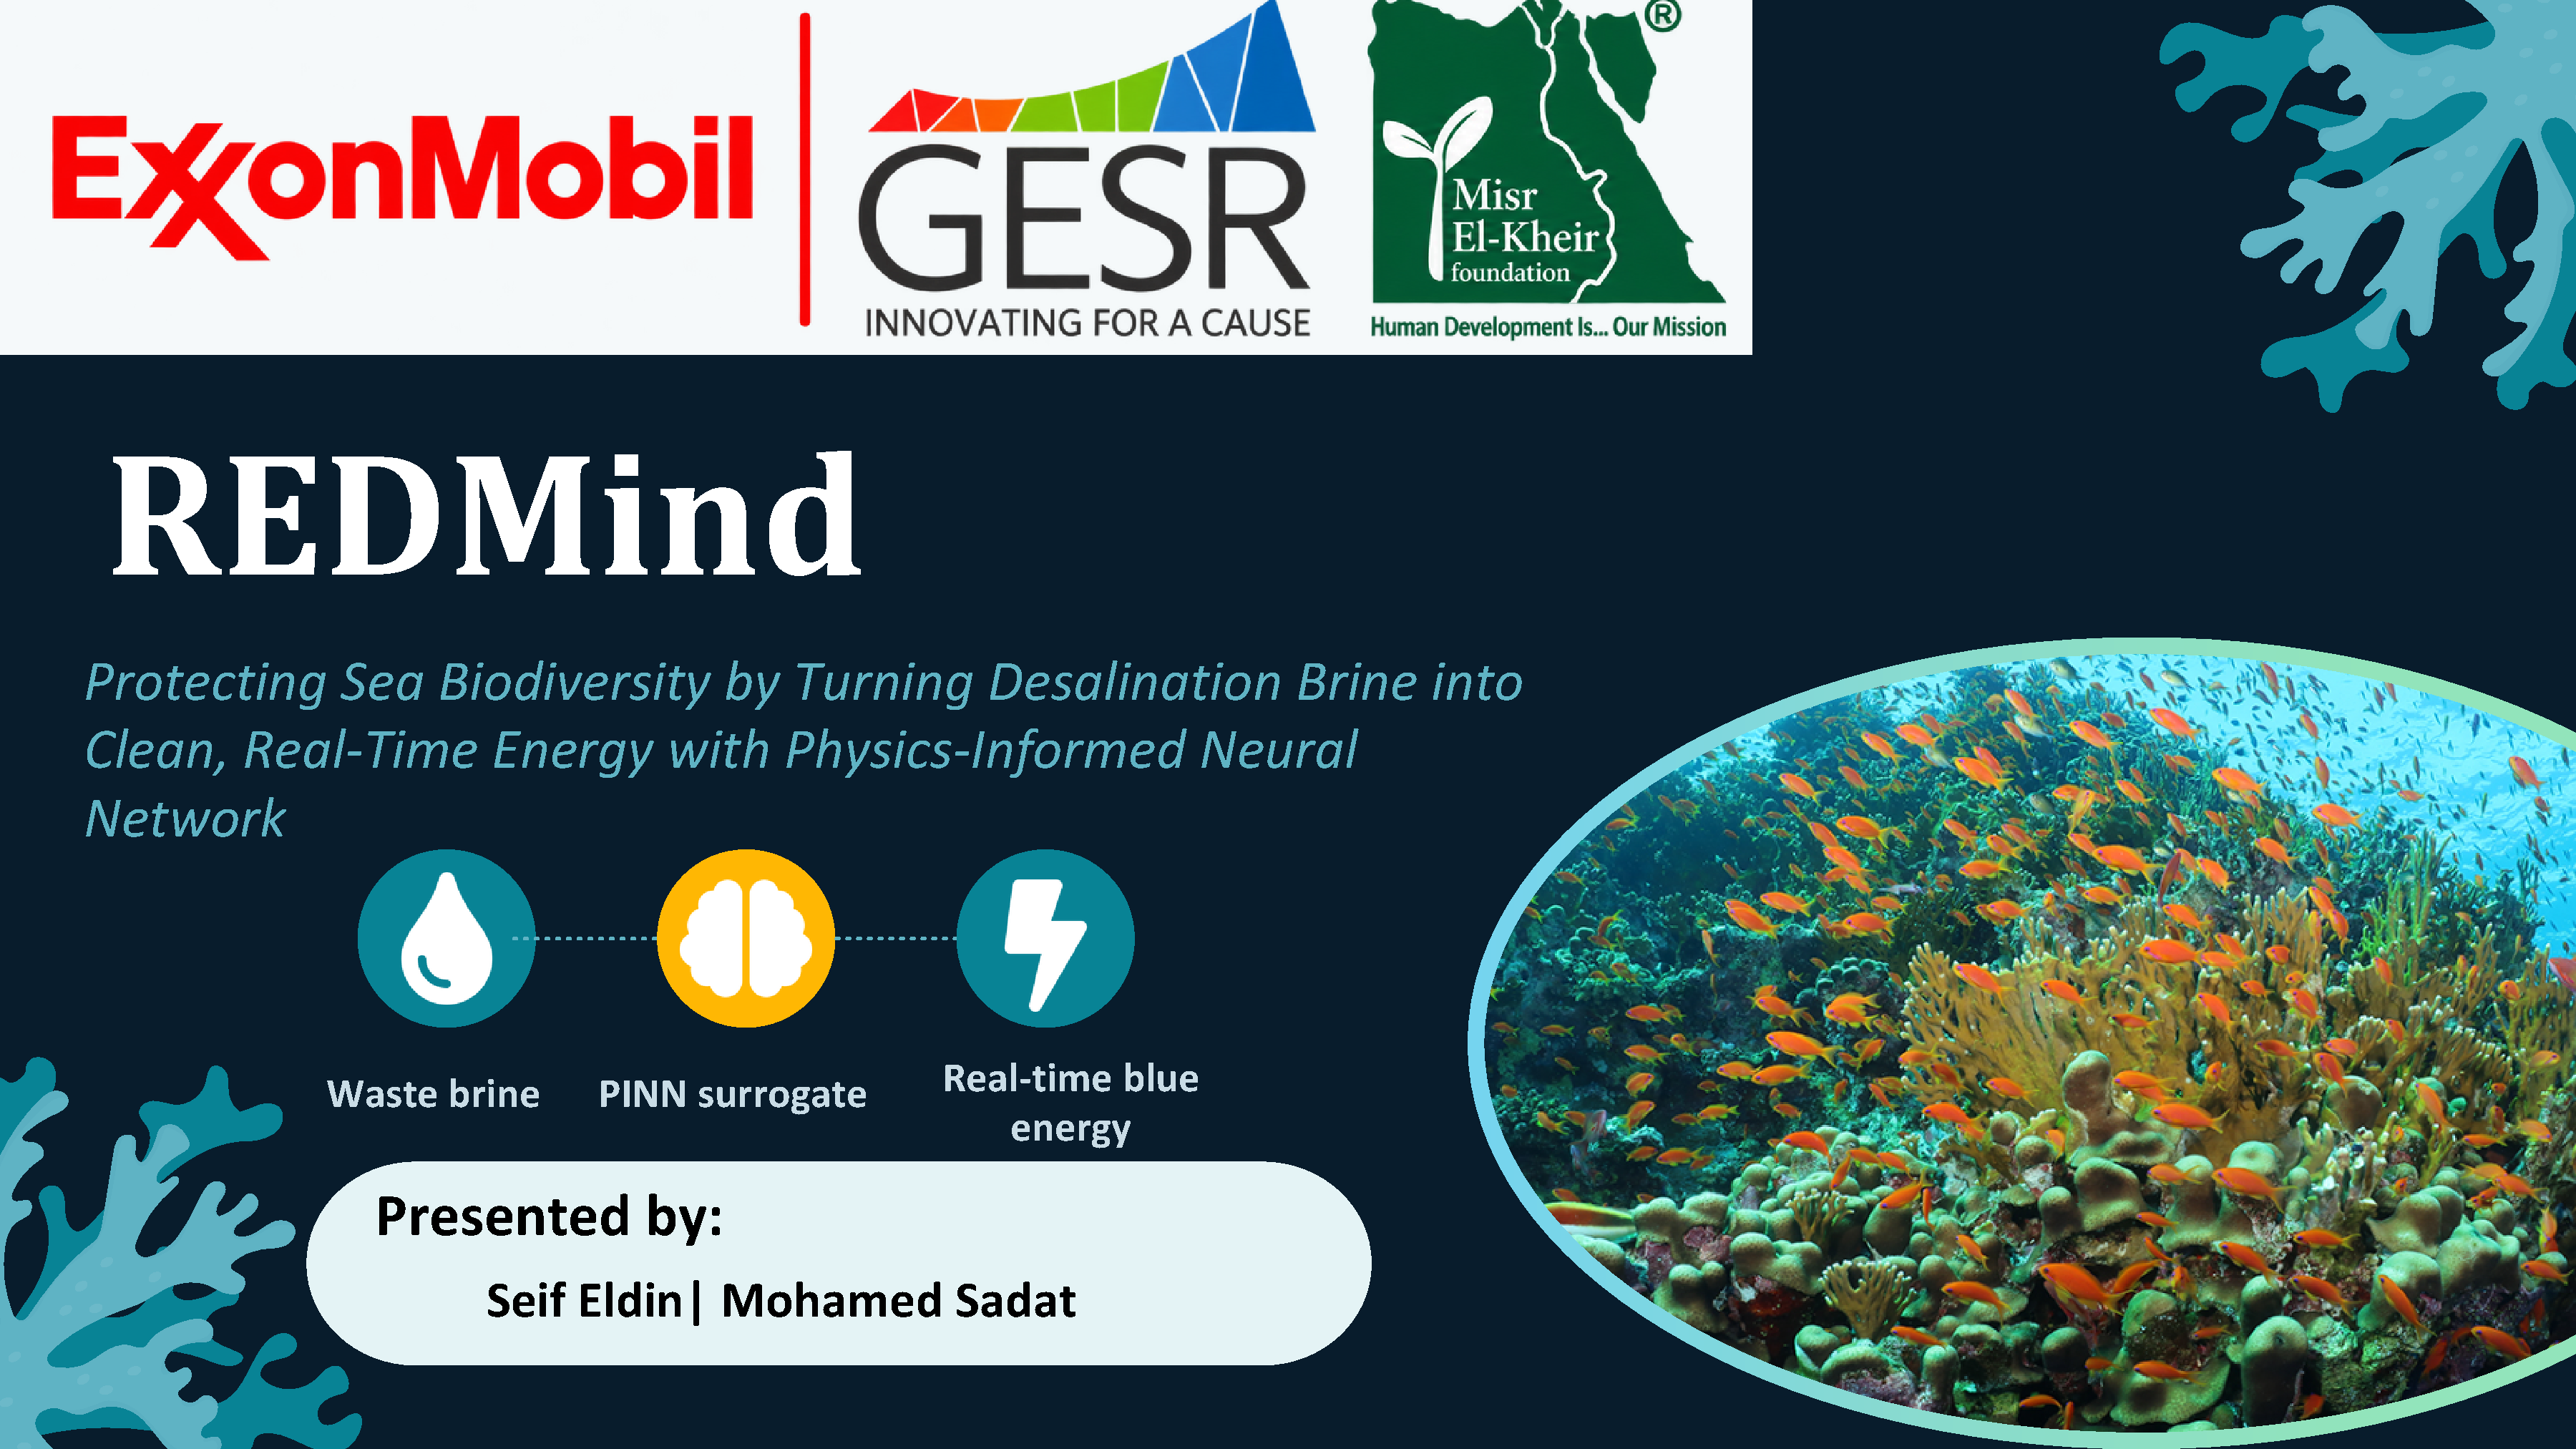 ExxonMobil
GESR
INNOVATING FOR A CAUSE
®
Misr
El-Kheir
foundation
Human Development Is... Our Mission
REDMind
Protecting Sea Biodiversity by Turning Desalination Brine into
Clean, Real-Time Energy with Physics-Informed Neural
Network
Waste brine
PINN surrogate
Real-time blue
energy
Presented by:
Seif Eldin| Mohamed Sadat